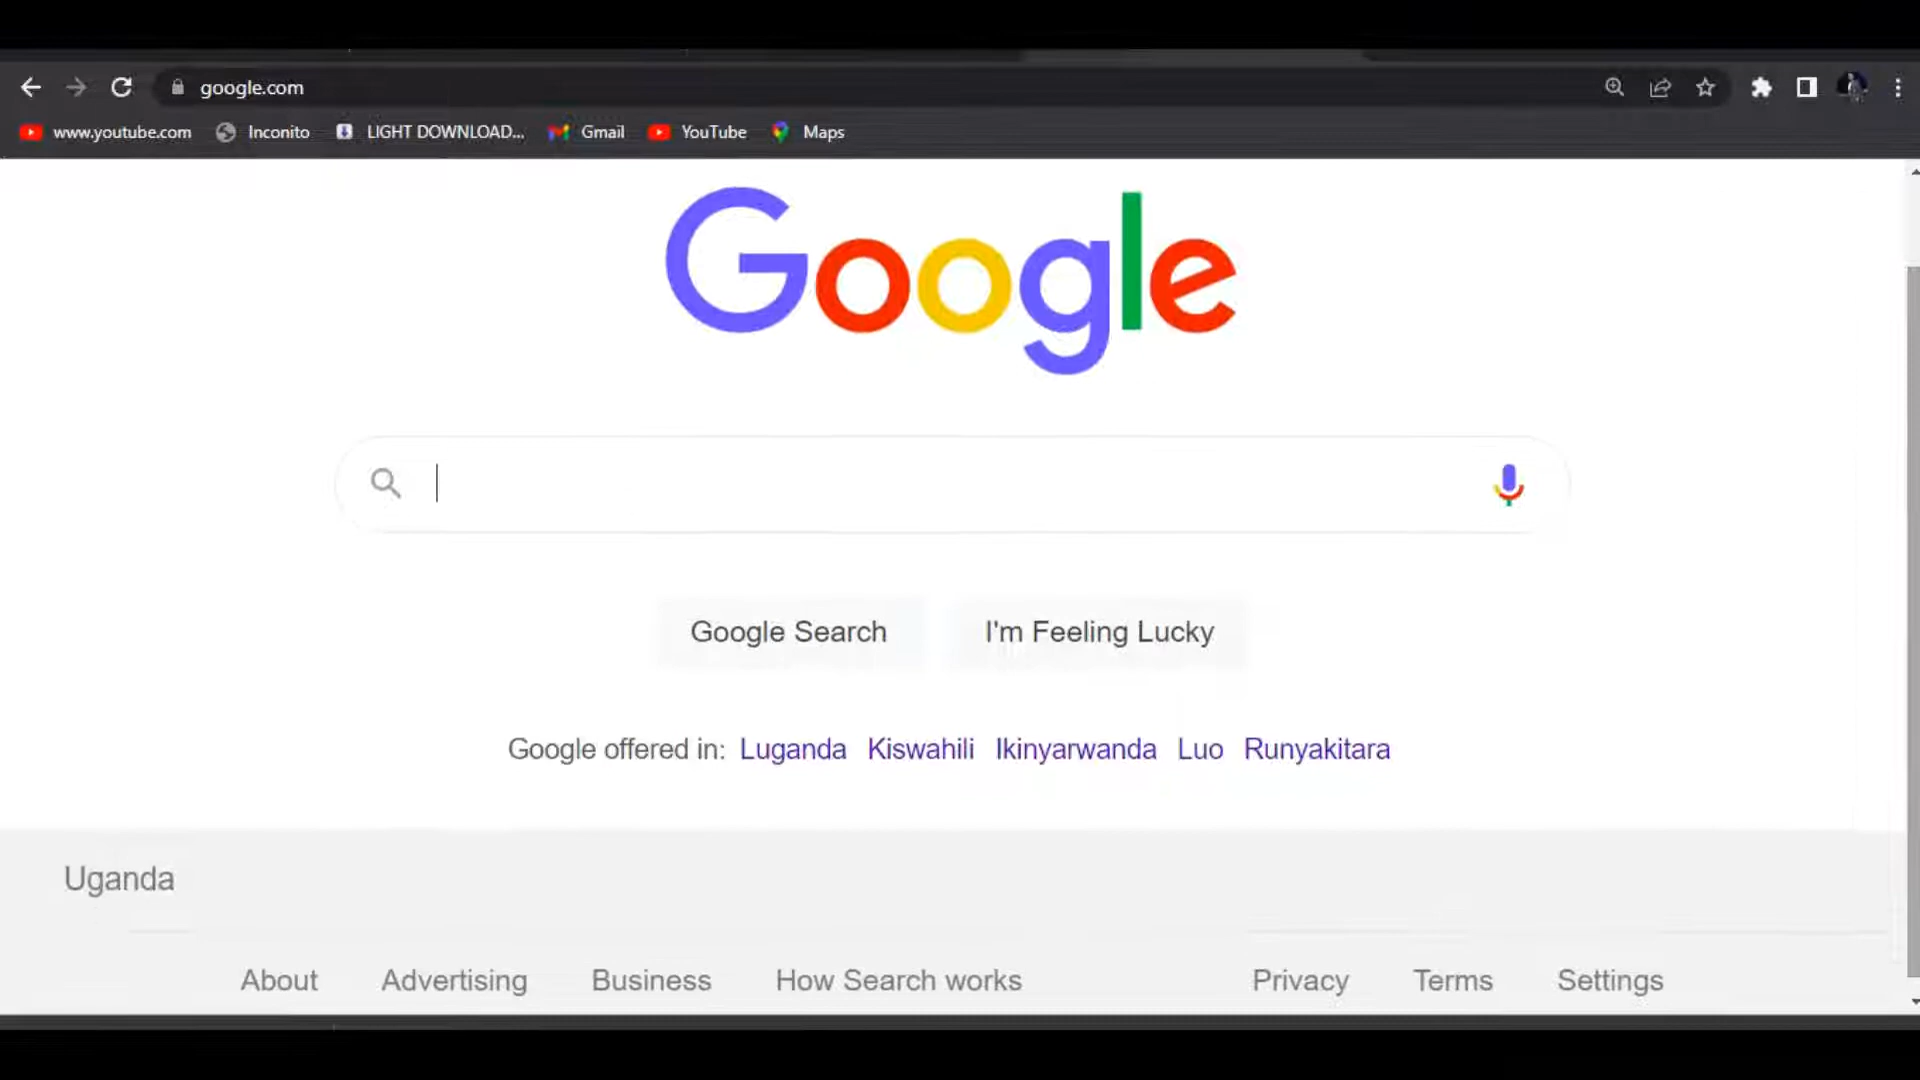 google.com
www.youtube.com Inconito LIGHT DOWNLOAD... Gmail YouTube Maps
Google
Google Search I'm Feeling Lucky
Google offered in: Luganda Kiswahili Ikinyarwanda Luo Runyakitara
Uganda
About Advertising Business How Search works Privacy Terms Settings